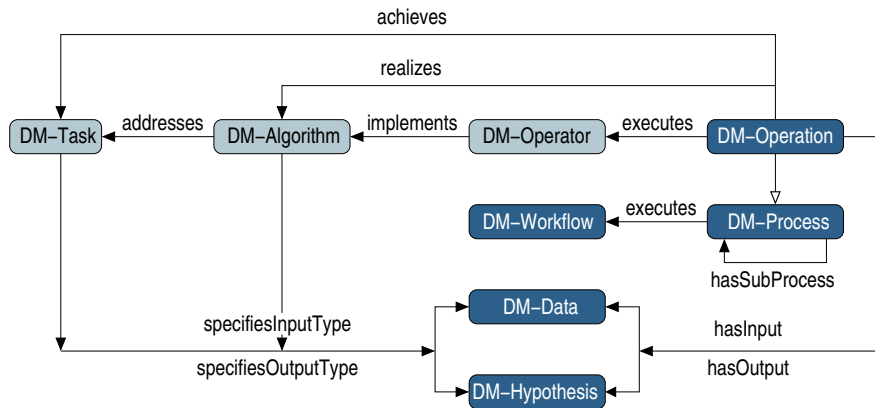 achieves
realizes
DM–Task
addresses
DM–Algorithm
implements
DM–Operator
executes
DM–Operation
DM–Workflow
executes
DM–Process
hasSubProcess
DM–Data
specifiesInputType
hasInput
specifiesOutputType
hasOutput
DM–Hypothesis